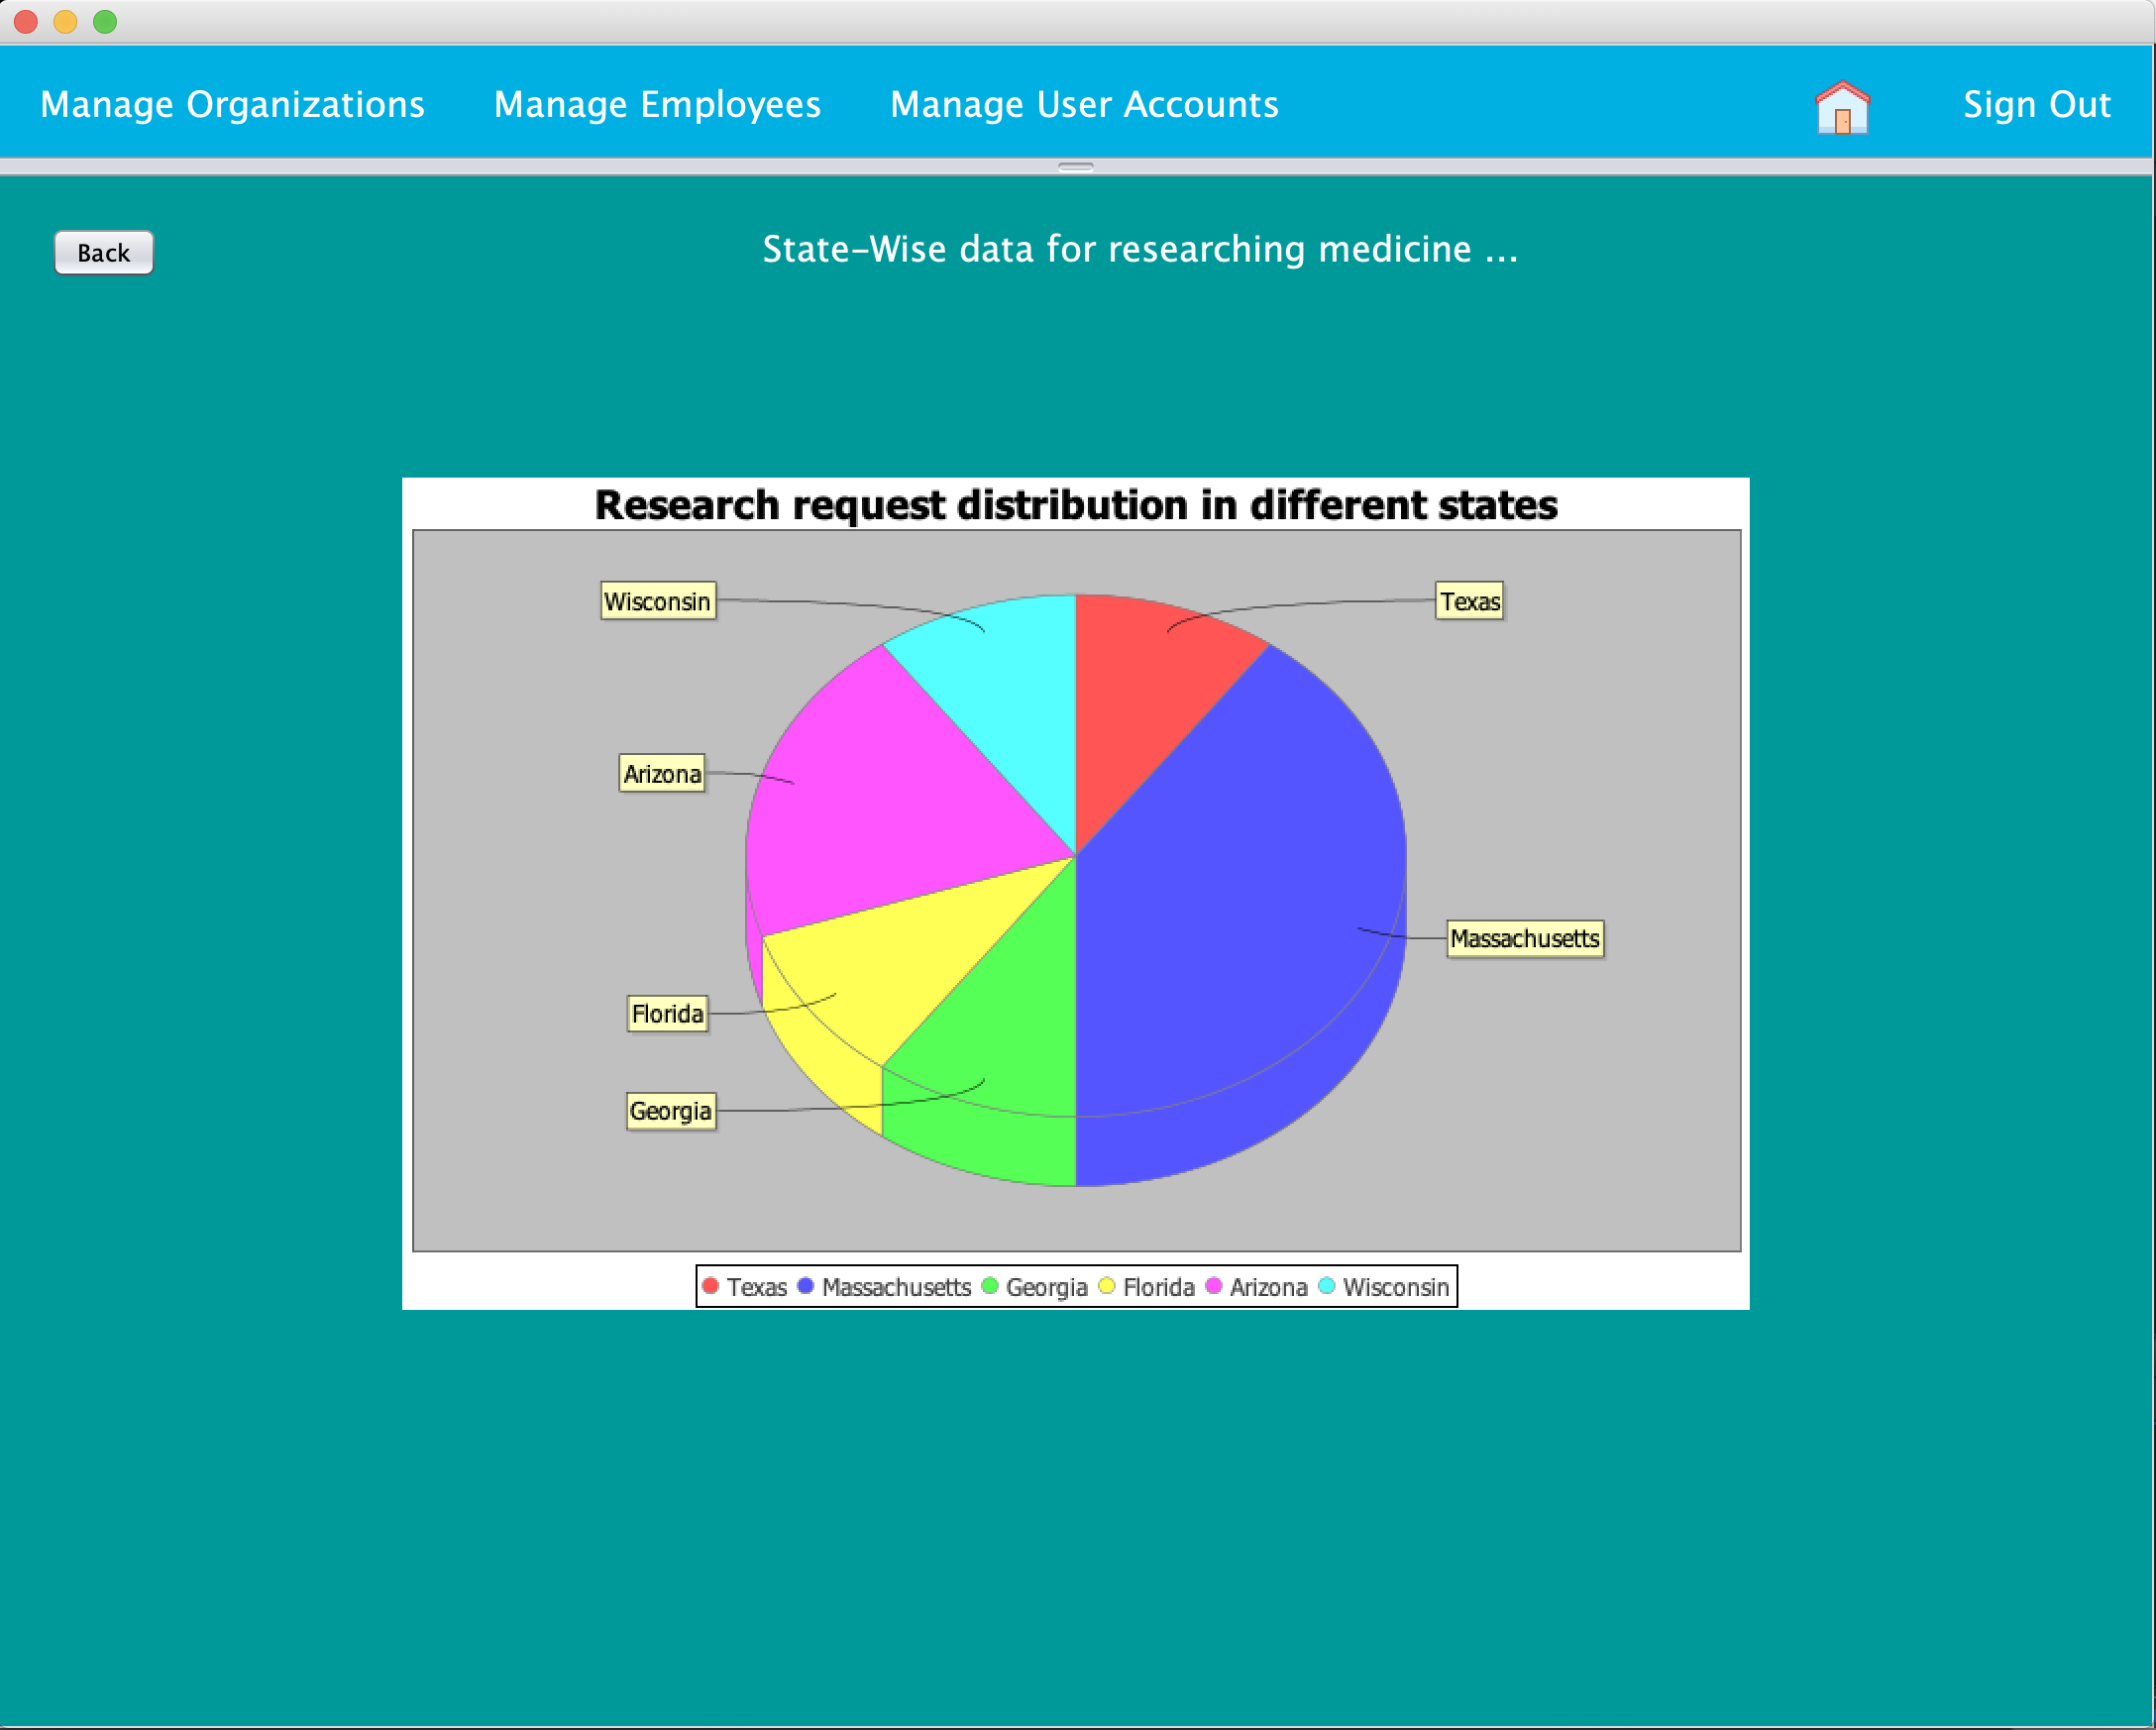 Manage Organizations Manage Employees Manage User Accounts Sign Out
Back State-Wise data for researching medicine ...
Research request distribution in different states
Wisconsin Texas
Arizona
Massachusetts
Florida
Georgia
Texas Massachusetts Georgia Florida Arizona Wisconsin